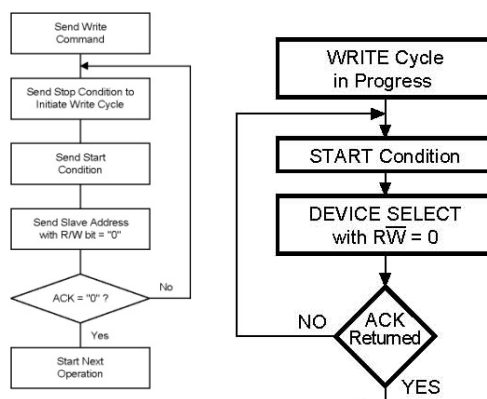 Send Write
Command
Send Stop Condition to
Initiate Write Cycle
Send Start
Condition
Send Slave Address
with R/W bit = "0"
ACK = "0" ?
No
Yes
Start Next
Operation
WRITE Cycle
in Progress
START Condition
DEVICE SELECT
with RW̅ = 0
NO
ACK
Returned
YES